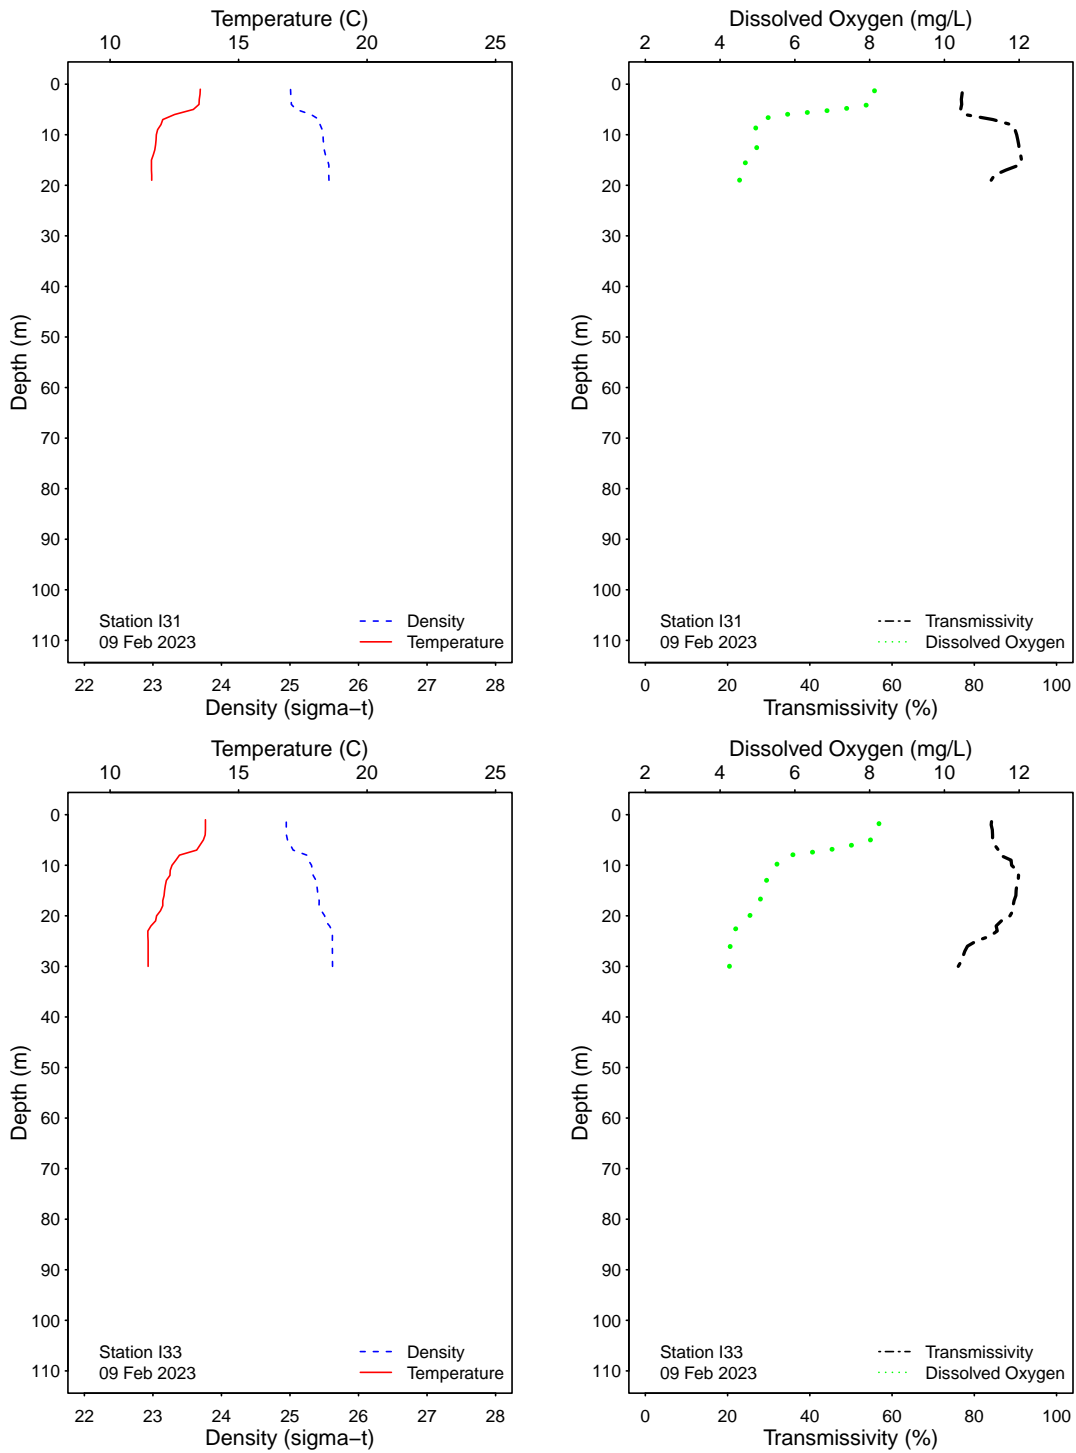 Temperature (C)
10 15 20 25
0
10
20
30
40
50
60
70
80
90
100
110
Depth (m)
Station I31
09 Feb 2023
Density
Temperature
22 23 24 25 26 27 28
Density (sigma−t)
Dissolved Oxygen (mg/L)
2 4 6 8 10 12
0
10
20
30
40
50
60
70
80
90
100
110
Depth (m)
Station I31
09 Feb 2023
Transmissivity
Dissolved Oxygen
0 20 40 60 80 100
Transmissivity (%)
Temperature (C)
10 15 20 25
0
10
20
30
40
50
60
70
80
90
100
110
Depth (m)
Station I33
09 Feb 2023
Density
Temperature
22 23 24 25 26 27 28
Density (sigma−t)
Dissolved Oxygen (mg/L)
2 4 6 8 10 12
0
10
20
30
40
50
60
70
80
90
100
110
Depth (m)
Station I33
09 Feb 2023
Transmissivity
Dissolved Oxygen
0 20 40 60 80 100
Transmissivity (%)